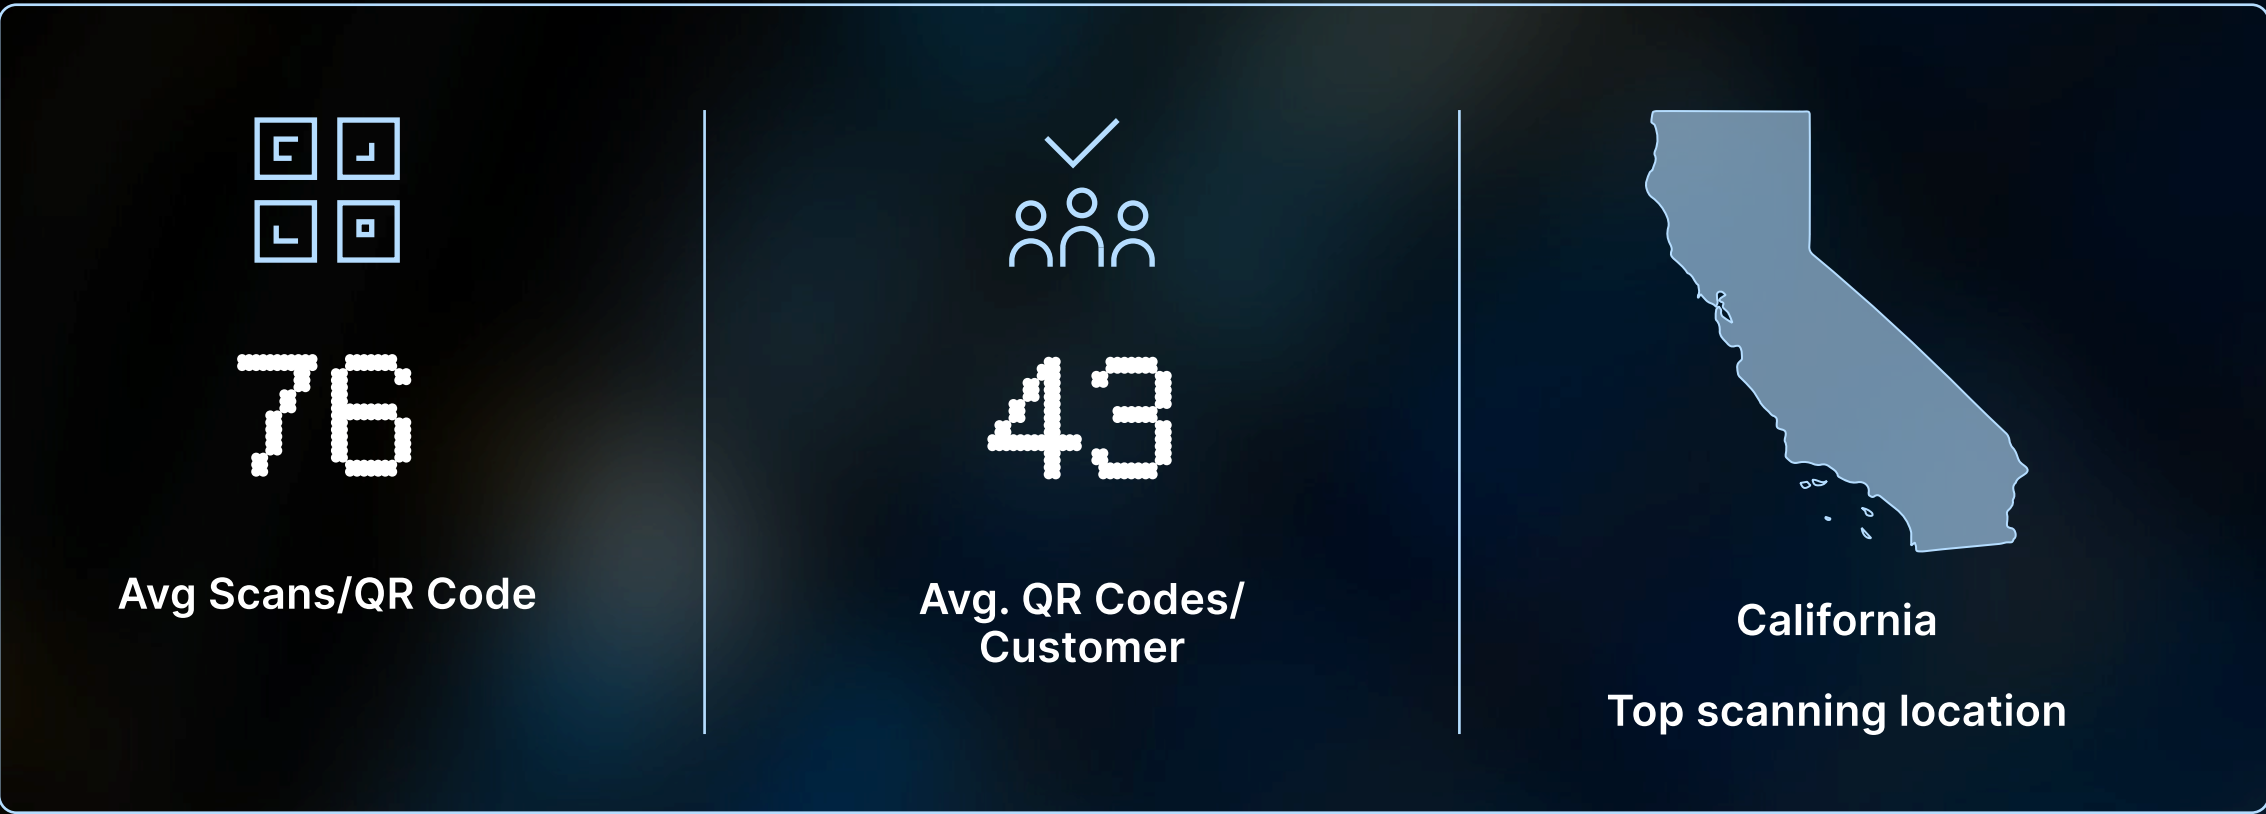 76
Avg Scans/QR Code
43
Avg. QR Codes/
Customer
California
Top scanning location